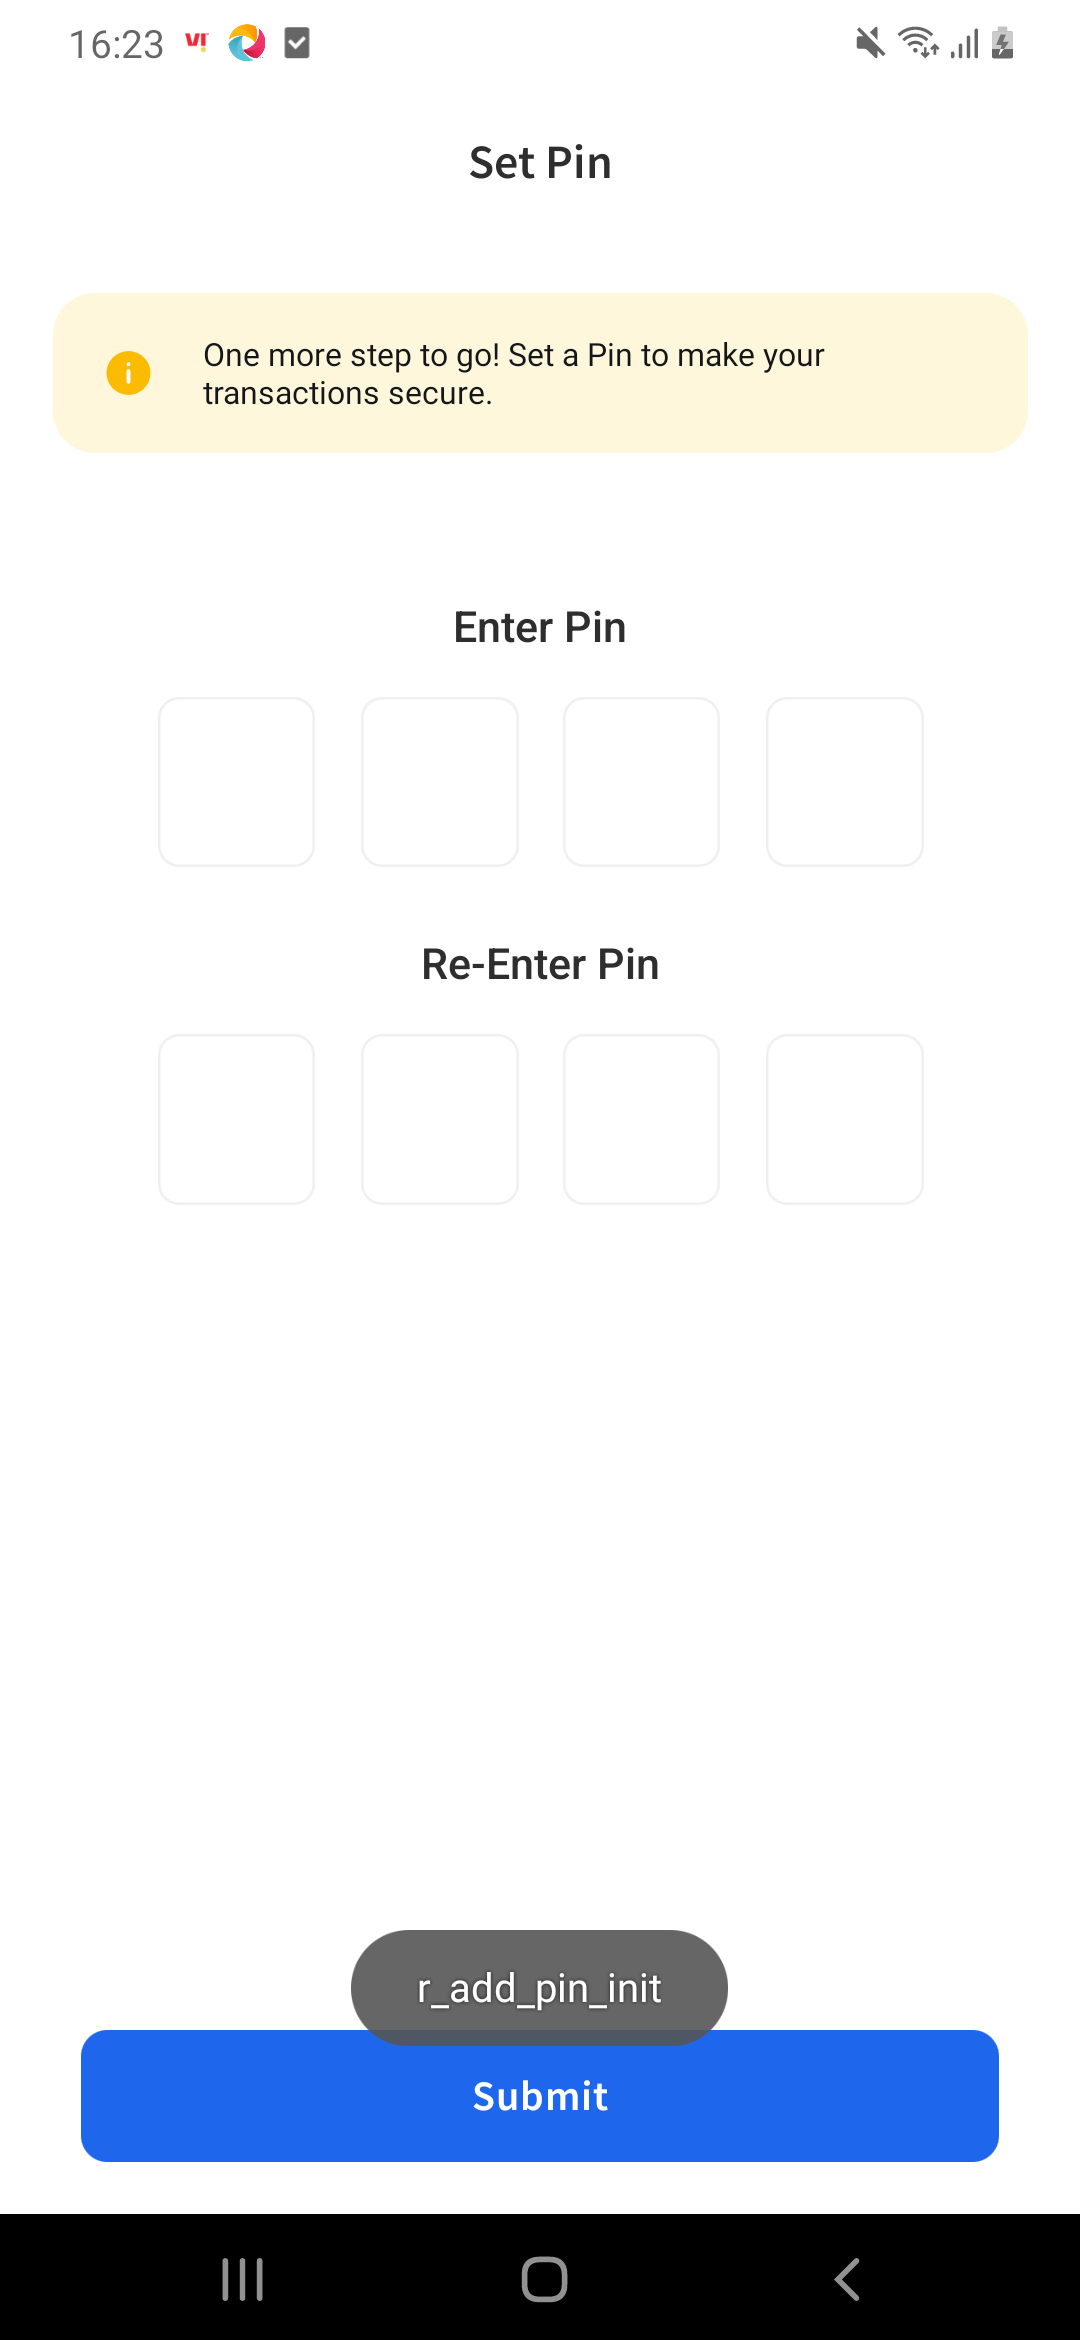 16:23 VI!
Set Pin
One more step to go! Set a Pin to make your
transactions secure.
Enter Pin
Re-Enter Pin
r_add_pin_init
Submit